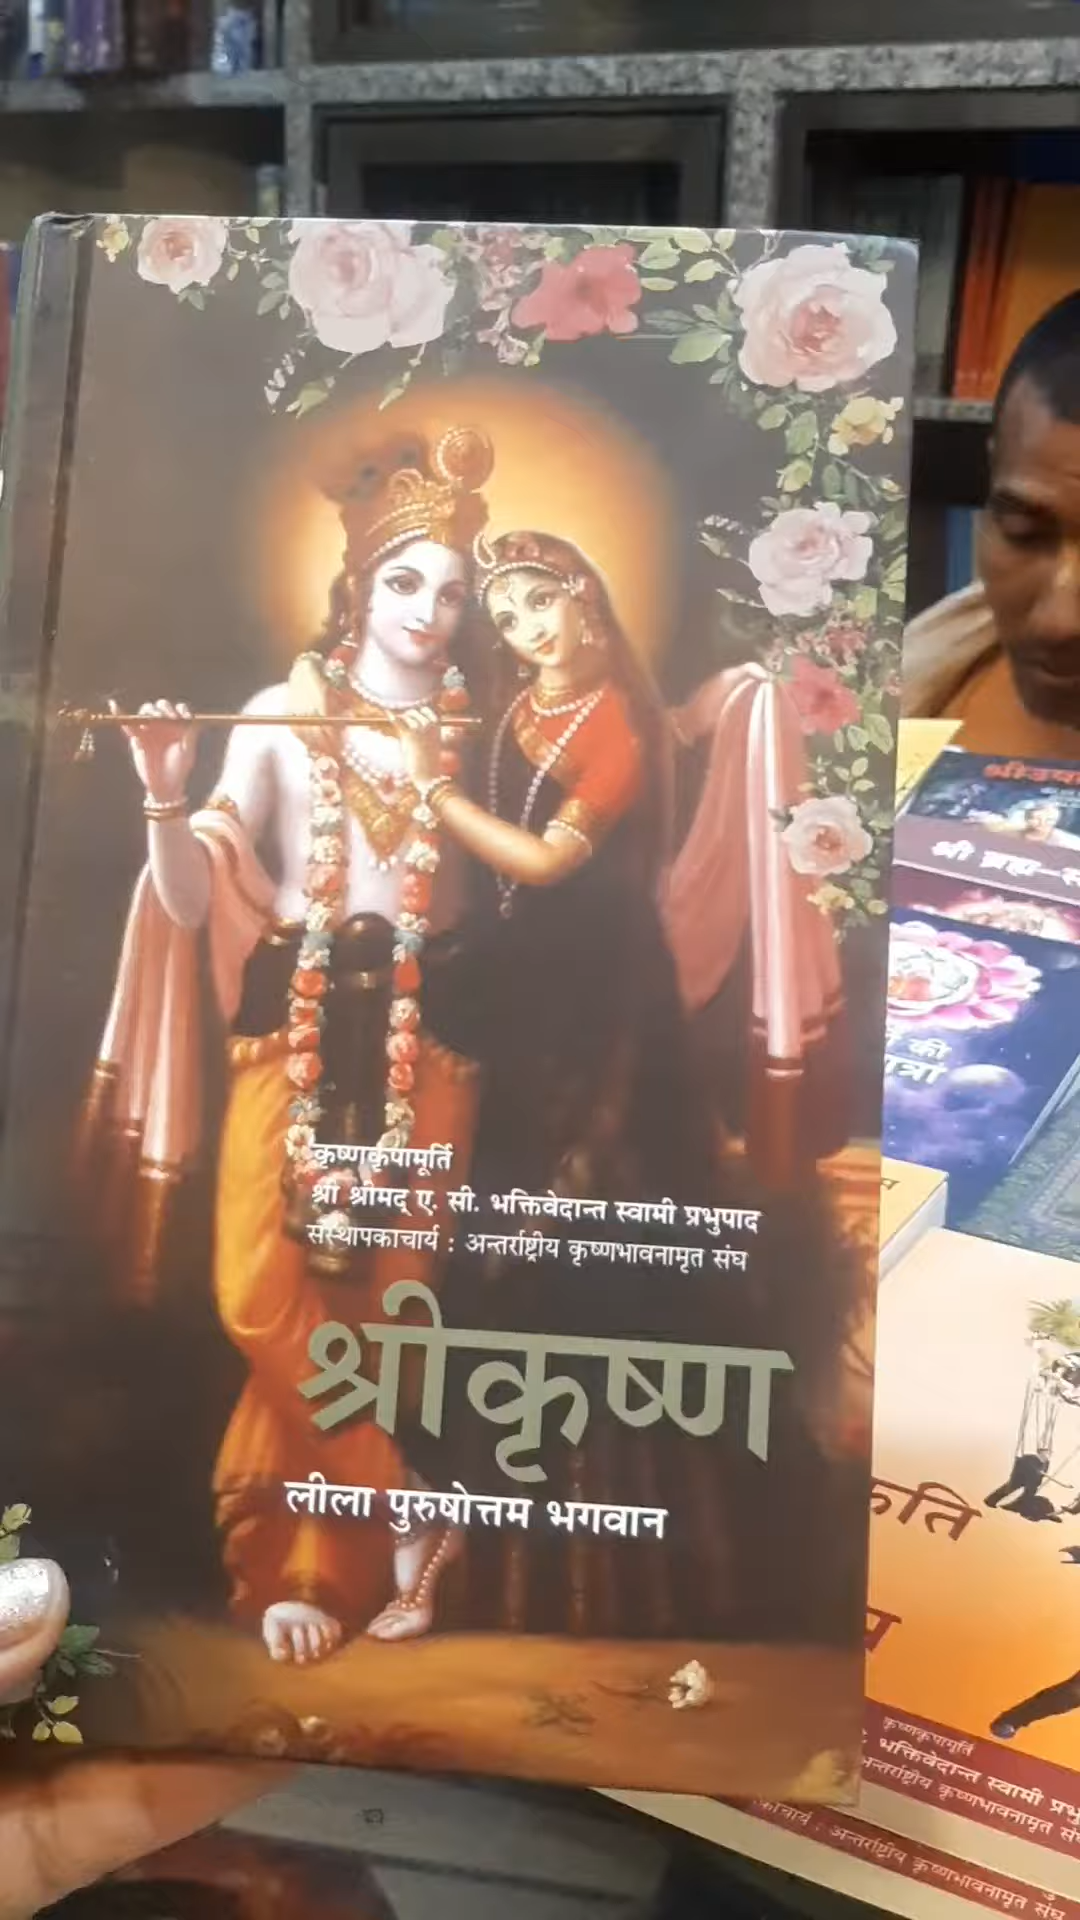 कृष्णकृपामूर्ति
श्री श्रीमद् ए. सी. भक्तिवेदान्त स्वामी प्रभुपाद
संस्थापकाचार्य : अन्तर्राष्ट्रीय कृष्णभावनामृत संघ
श्रीकृष्ण
लीला पुरुषोत्तम भगवान
श्री ब्रह्म–
की
कृष्णकृपामूर्ति
भक्तिवेदान्त स्वामी
अन्तर्राष्ट्रीय कृष्णभावनामृत
अन्तर्राष्ट्रीय कृष्णभावनामृत संघ